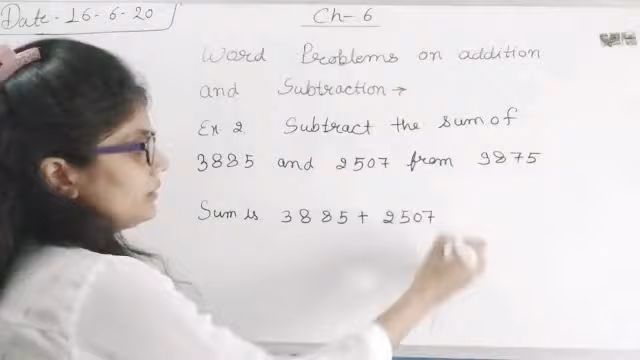 Date - 16-6-20
Ch-6
Word Problems on addition
and Subtraction →
Ex 2. Subtract the sum of
3885 and 2507 from 9875
Sum is 3885 + 2507